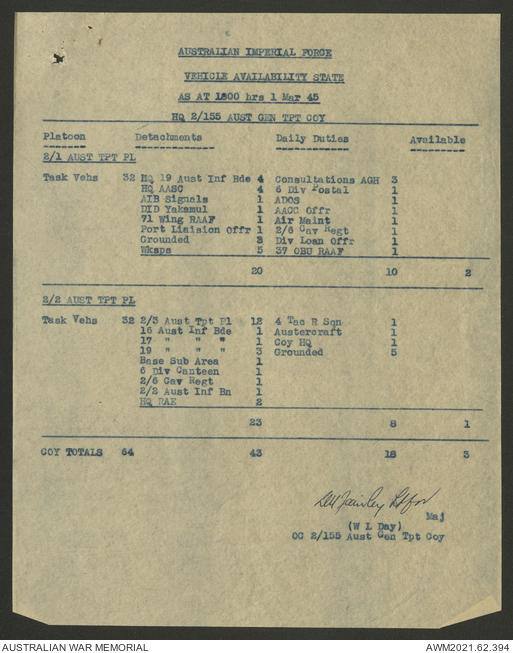 AUSTRALIAN IMPERIAL FORCE
VEHICLE AVAILABILITY STATE
AS AT 1800 hrs 1 Mar 45
HQ 2/155 AUST GEN TPT COY
Platoon Detachments Daily Duties Available
2/1 AUST TPT PL
Task Vehs 32 HQ 19 Aust Inf Bde 4 Consultations AGH 3
HQ AASC 4 6 Div Postal 1
AIB Signals 1 ADOS 1
DID Yakamul 1 AACC Offr 1
71 Wing RAAF 1 Air Maint 1
Port Liaision Offr 1 2/6 Cav Regt 1
Grounded 3 Div Loan Offr 1
Wksps 5 37 OBU RAAF 1
20 10 2
2/2 AUST TPT PL
Task Vehs 32 2/3 Aust Tpt Pl 12 4 Tac R Sqn 1
16 Aust Inf Bde 1 Austercraft 1
17 " " " 1 Coy HQ 1
19 " " " 3 Grounded 5
Base Sub Area 1
6 Div Canteen 1
2/6 Cav Regt 1
2/2 Aust Inf Bn 1
HQ RAE 2
23 8 1
COY TOTALS 64 43 18 3
Maj
(W L Day)
OC 2/155 Aust Gen Tpt Coy
AUSTRALIAN WAR MEMORIAL
AWM2021.62.394